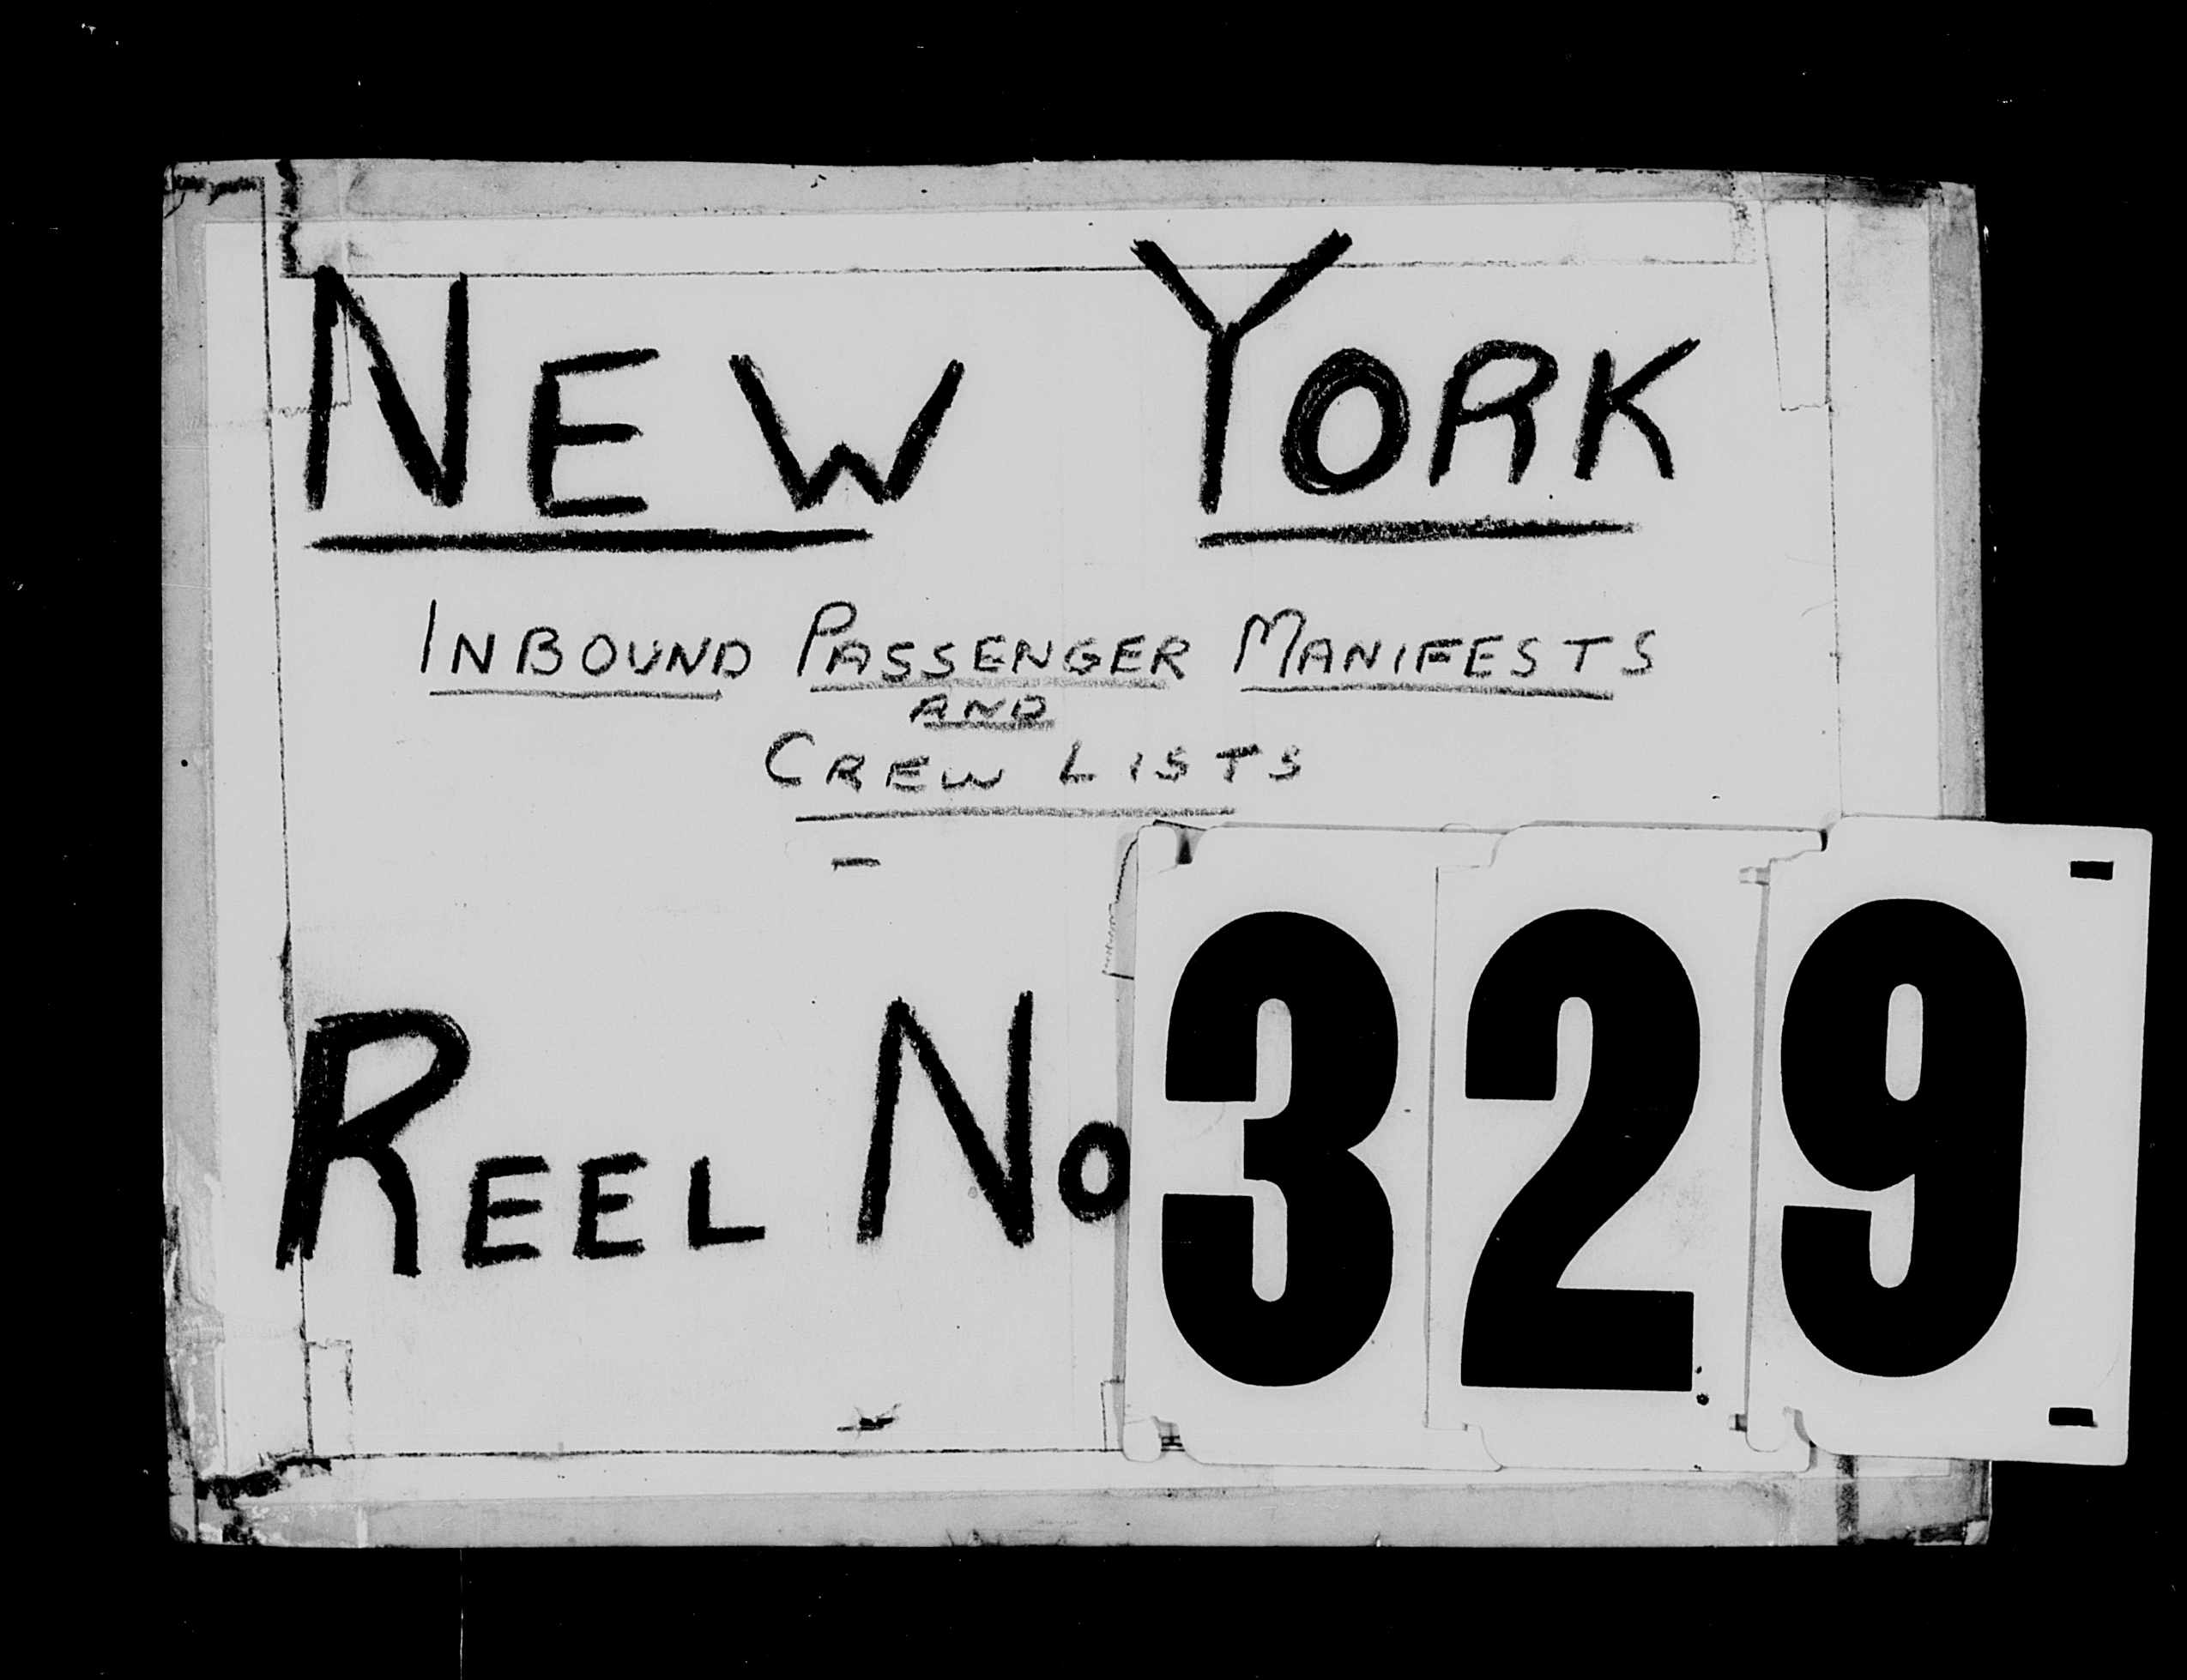 NEW YORK
INBOUND PASSENGER MANIFESTS
AND
CREW LISTS
REEL No 329